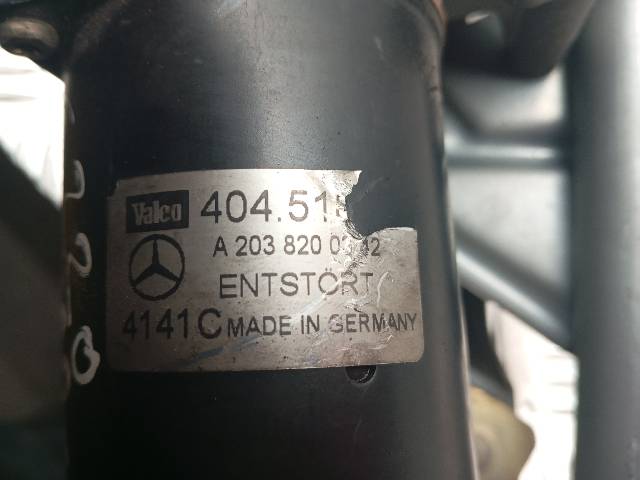 Valeo
404.51
A 203 820
ENTSTÖRT
4141C MADE IN GERMANY